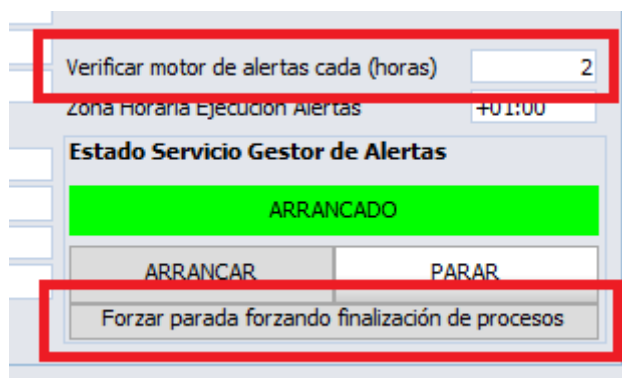 Verificar motor de alertas cada (horas) 2
Zona Horaria Ejecución Alertas +01:00
Estado Servicio Gestor de Alertas
ARRANCADO
ARRANCAR PARAR
Forzar parada forzando finalización de procesos